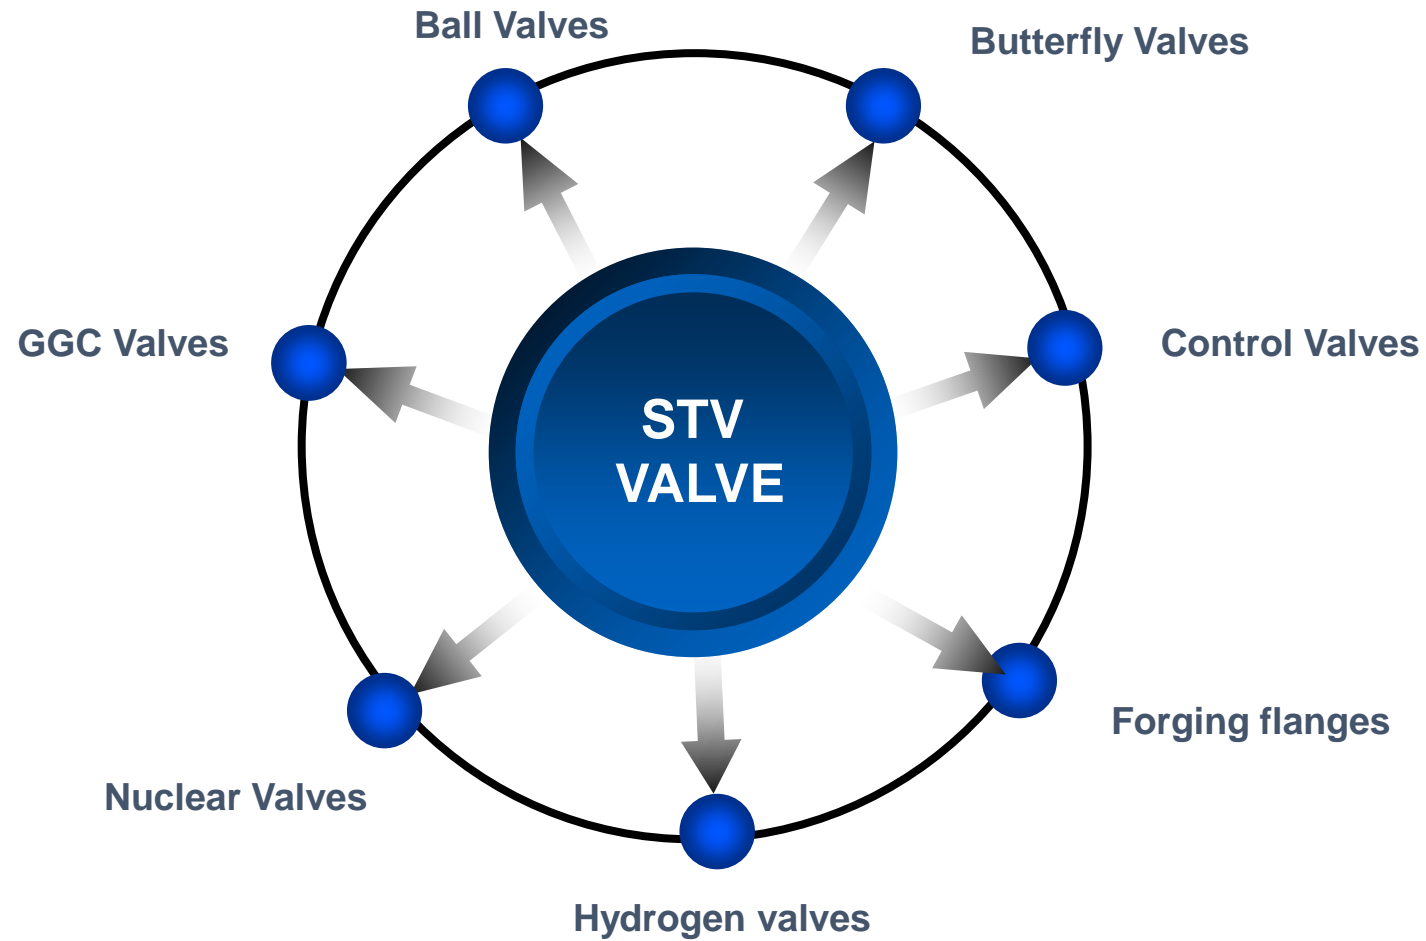 Ball Valves
Butterfly Valves
GGC Valves
Control Valves
STV
VALVE
Forging flanges
Nuclear Valves
Hydrogen valves